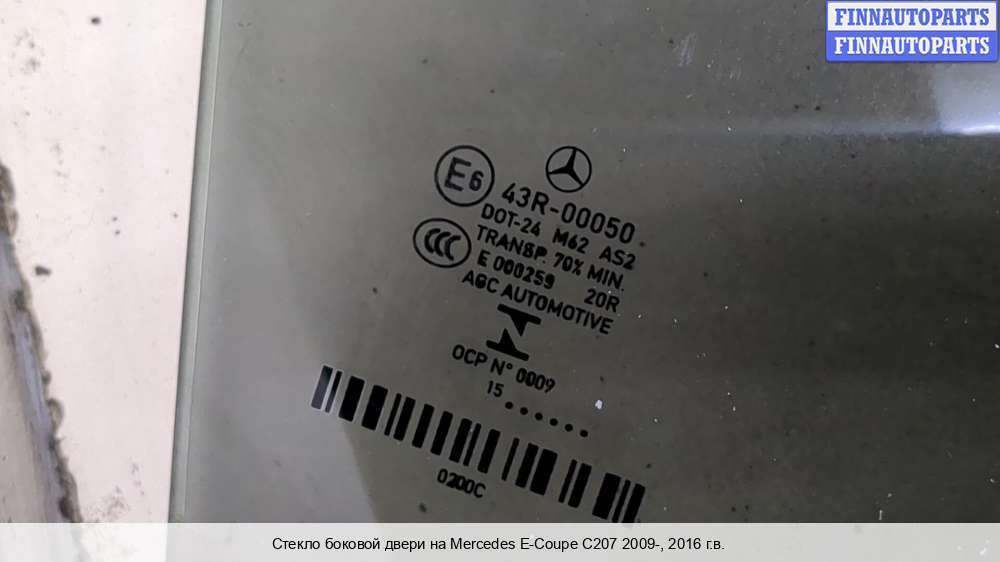 FINNAUTOPARTS
FINNAUTOPARTS
E6
43R-00050
DOT-24 M62 AS2
CCC
TRANSP. 70% MIN.
E 000259 20R
AGC AUTOMOTIVE
OCP N° 0009
15 ......
0200C
Стекло боковой двери на Mercedes E-Coupe C207 2009-, 2016 г.в.